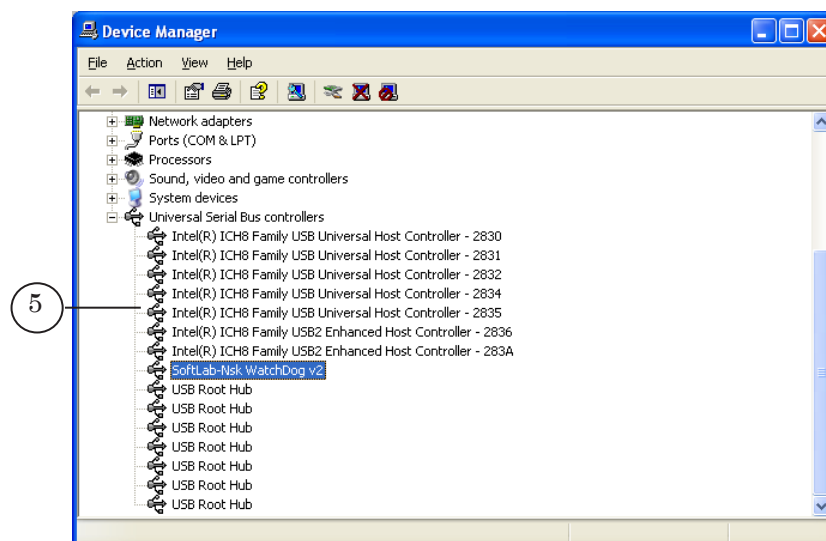 Device Manager
File Action View Help
Network adapters
Ports (COM & LPT)
Processors
Sound, video and game controllers
System devices
Universal Serial Bus controllers
Intel(R) ICH8 Family USB Universal Host Controller - 2830
Intel(R) ICH8 Family USB Universal Host Controller - 2831
Intel(R) ICH8 Family USB Universal Host Controller - 2832
Intel(R) ICH8 Family USB Universal Host Controller - 2834
5
Intel(R) ICH8 Family USB Universal Host Controller - 2835
Intel(R) ICH8 Family USB2 Enhanced Host Controller - 2836
Intel(R) ICH8 Family USB2 Enhanced Host Controller - 283A
SoftLab-Nsk WatchDog v2
USB Root Hub
USB Root Hub
USB Root Hub
USB Root Hub
USB Root Hub
USB Root Hub
USB Root Hub